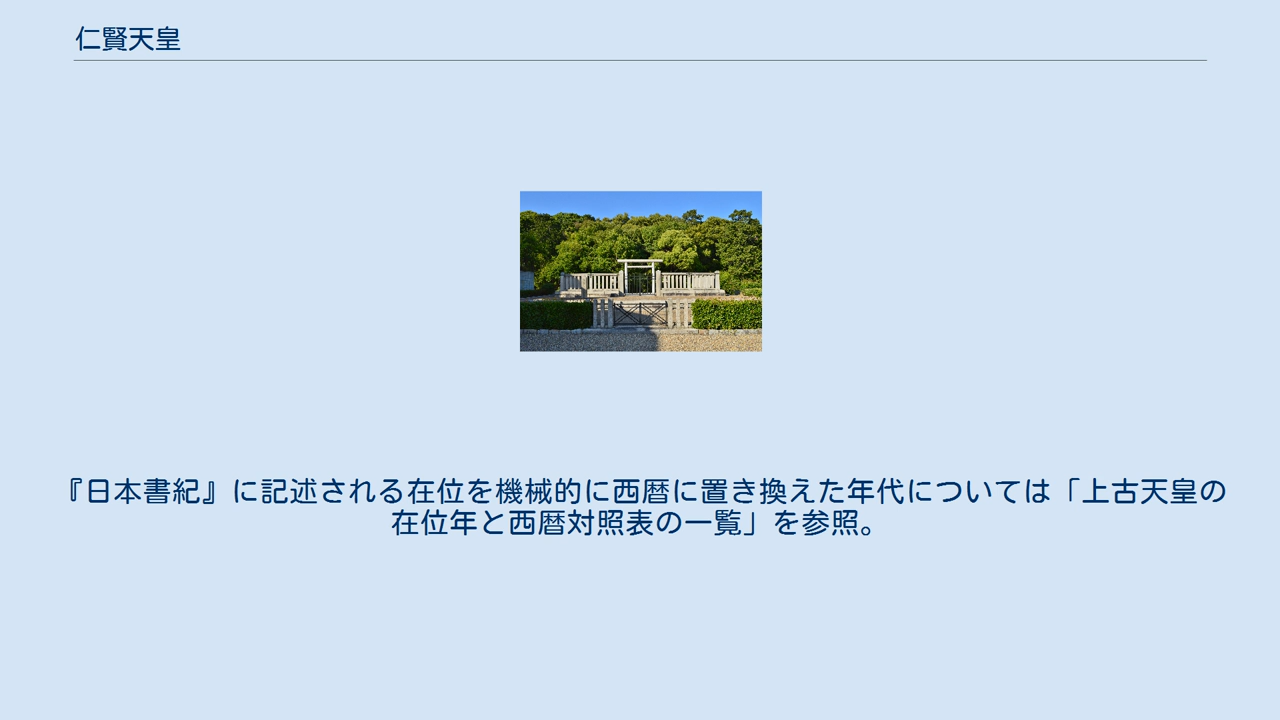 仁賢天皇
『日本書紀』に記述される在位を機械的に西暦に置き換えた年代については「上古天皇の
在位年と西暦対照表の一覧」を参照。